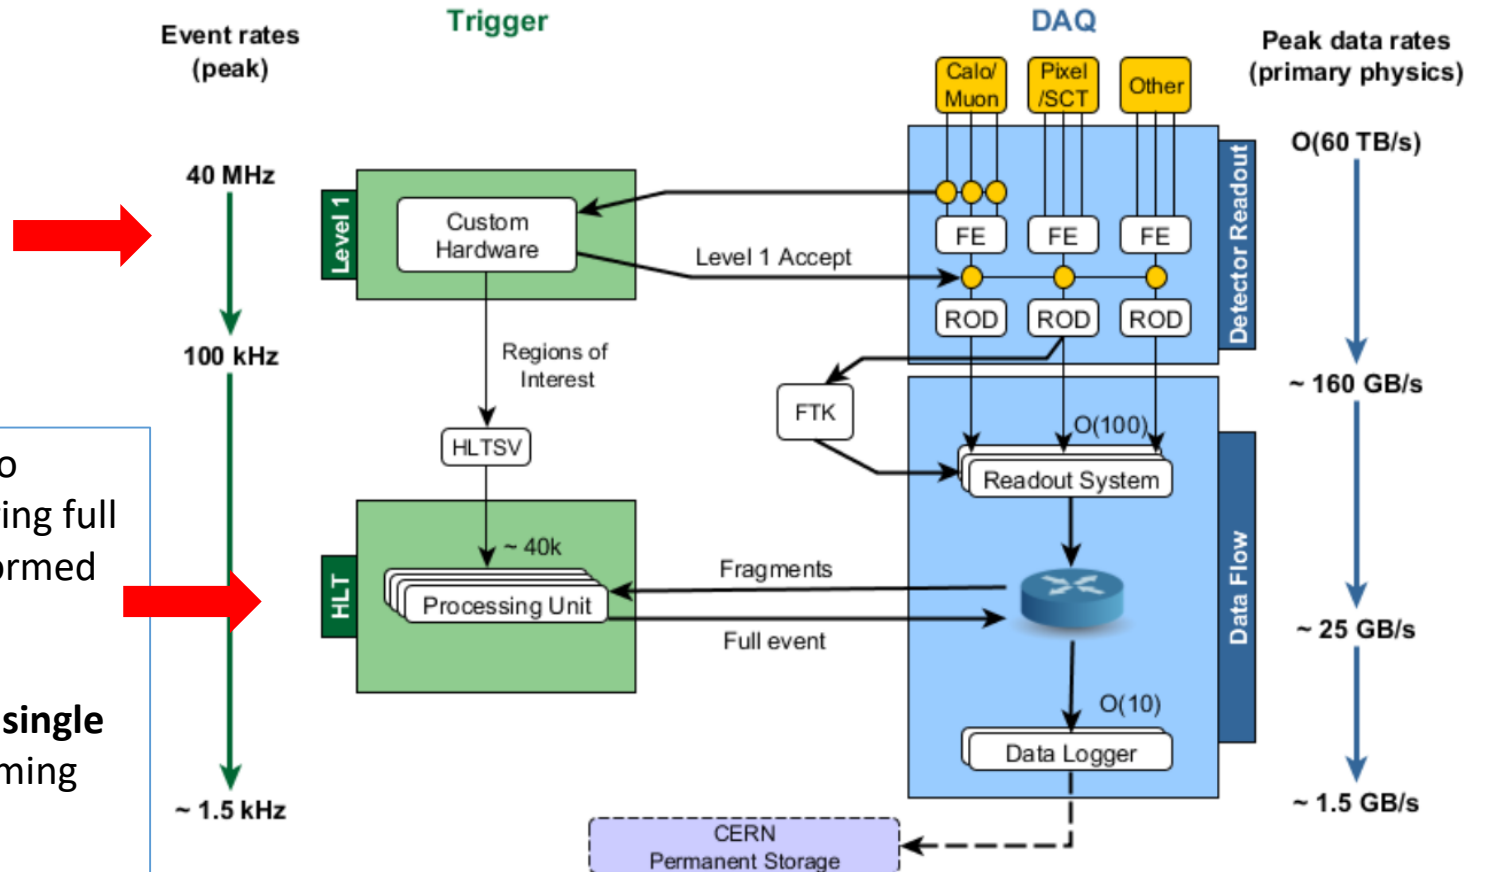 Trigger
DAQ
Event rates
(peak)
Peak data rates
(primary physics)
Calo/
Muon
Pixel
/SCT
Other
40 MHz
O(60 TB/s)
Level 1
Custom
Hardware
FE
FE
FE
Detector Readout
Level 1 Accept
ROD
ROD
ROD
100 kHz
Regions of
Interest
~ 160 GB/s
FTK
O(100)
HLTSV
Readout System
full
~ 40k
HLT
Processing Unit
Fragments
Full event
Data Flow
~ 25 GB/s
single
O(10)
Data Logger
~ 1.5 kHz
~ 1.5 GB/s
CERN
Permanent Storage